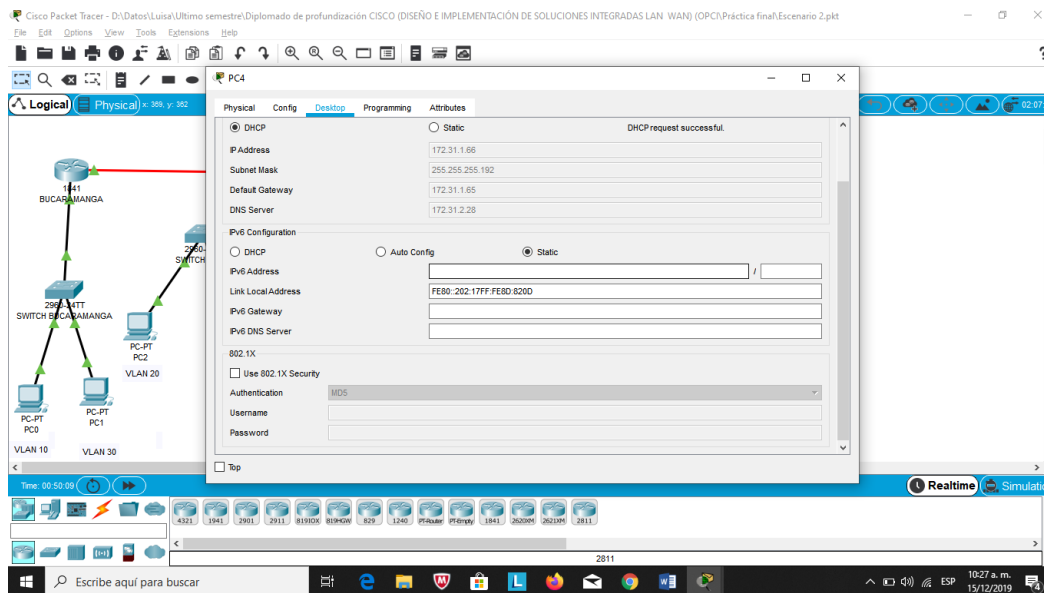 Cisco Packet Tracer - D:\Datos\Luisa\Ultimo semestre\Diplomado de profundización CISCO (DISEÑO E IMPLEMENTACIÓN DE SOLUCIONES INTEGRADAS LAN WAN) (OPCI\Práctica final\Escenario 2.pkt
File Edit Options View Tools Extensions Help
PC4
Logical Physical x: 369, y: 362
02:07:
Physical Config Desktop Programming Attributes
DHCP Static DHCP request successful.
IP Address 172.31.1.66
Subnet Mask 255.255.255.192
Default Gateway 172.31.1.65
DNS Server 172.31.2.28
IPv6 Configuration
DHCP Auto Config Static
IPv6 Address /
Link Local Address FE80::202:17FF:FE8D:820D
IPv6 Gateway
IPv6 DNS Server
802.1X
Use 802.1X Security
Authentication MD5
Username
Password
Top
1841
BUCARAMANGA
2960-
SWITCH
2960-24TT
SWITCH BUCARAMANGA
PC-PT
PC2
VLAN 20
PC-PT
PC0
PC-PT
PC1
VLAN 10
VLAN 30
Time: 00:50:09
Realtime Simulatio
4321 1941 2901 2911 819IOX 819HGW 829 1240 PT-Router PT-Empty 1841 2620XM 2621XM 2811
2811
Escribe aquí para buscar
ESP
10:27 a. m.
15/12/2019
4